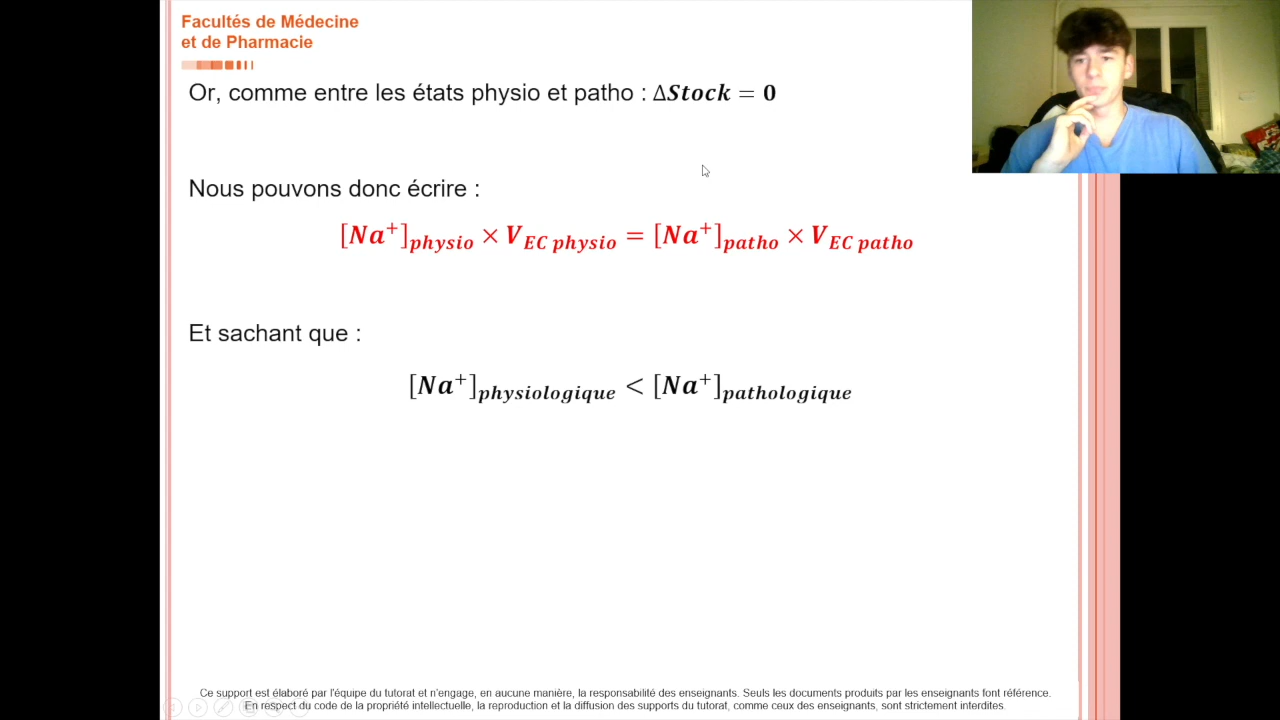 Facultés de Médecine
et de Pharmacie
Or, comme entre les états physio et patho : ΔStock = 0
Nous pouvons donc écrire :
[Na⁺]physio × V EC physio = [Na⁺]patho × V EC patho
Et sachant que :
[Na⁺]physiologique < [Na⁺]pathologique
Ce support est élaboré par l'équipe du tutorat et n'engage, en aucune manière, la responsabilité des enseignants. Seuls les documents produits par les enseignants font référence.
En respect du code de la propriété intellectuelle, la reproduction et la diffusion des supports du tutorat, comme ceux des enseignants, sont strictement interdites.